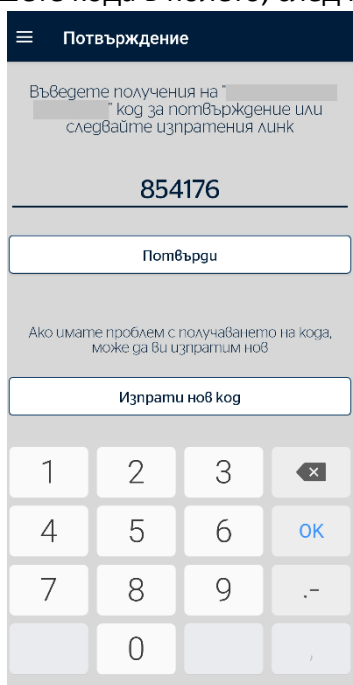 Потвърждение
Въведете получения на "
" код за потвърждение или
следвайте изпратения линк
854176
Потвърди
Ако имате проблем с получаването на кода,
може да ви изпратим нов
Изпрати нов код
1 2 3
4 5 6 OK
7 8 9 .-
0 ,